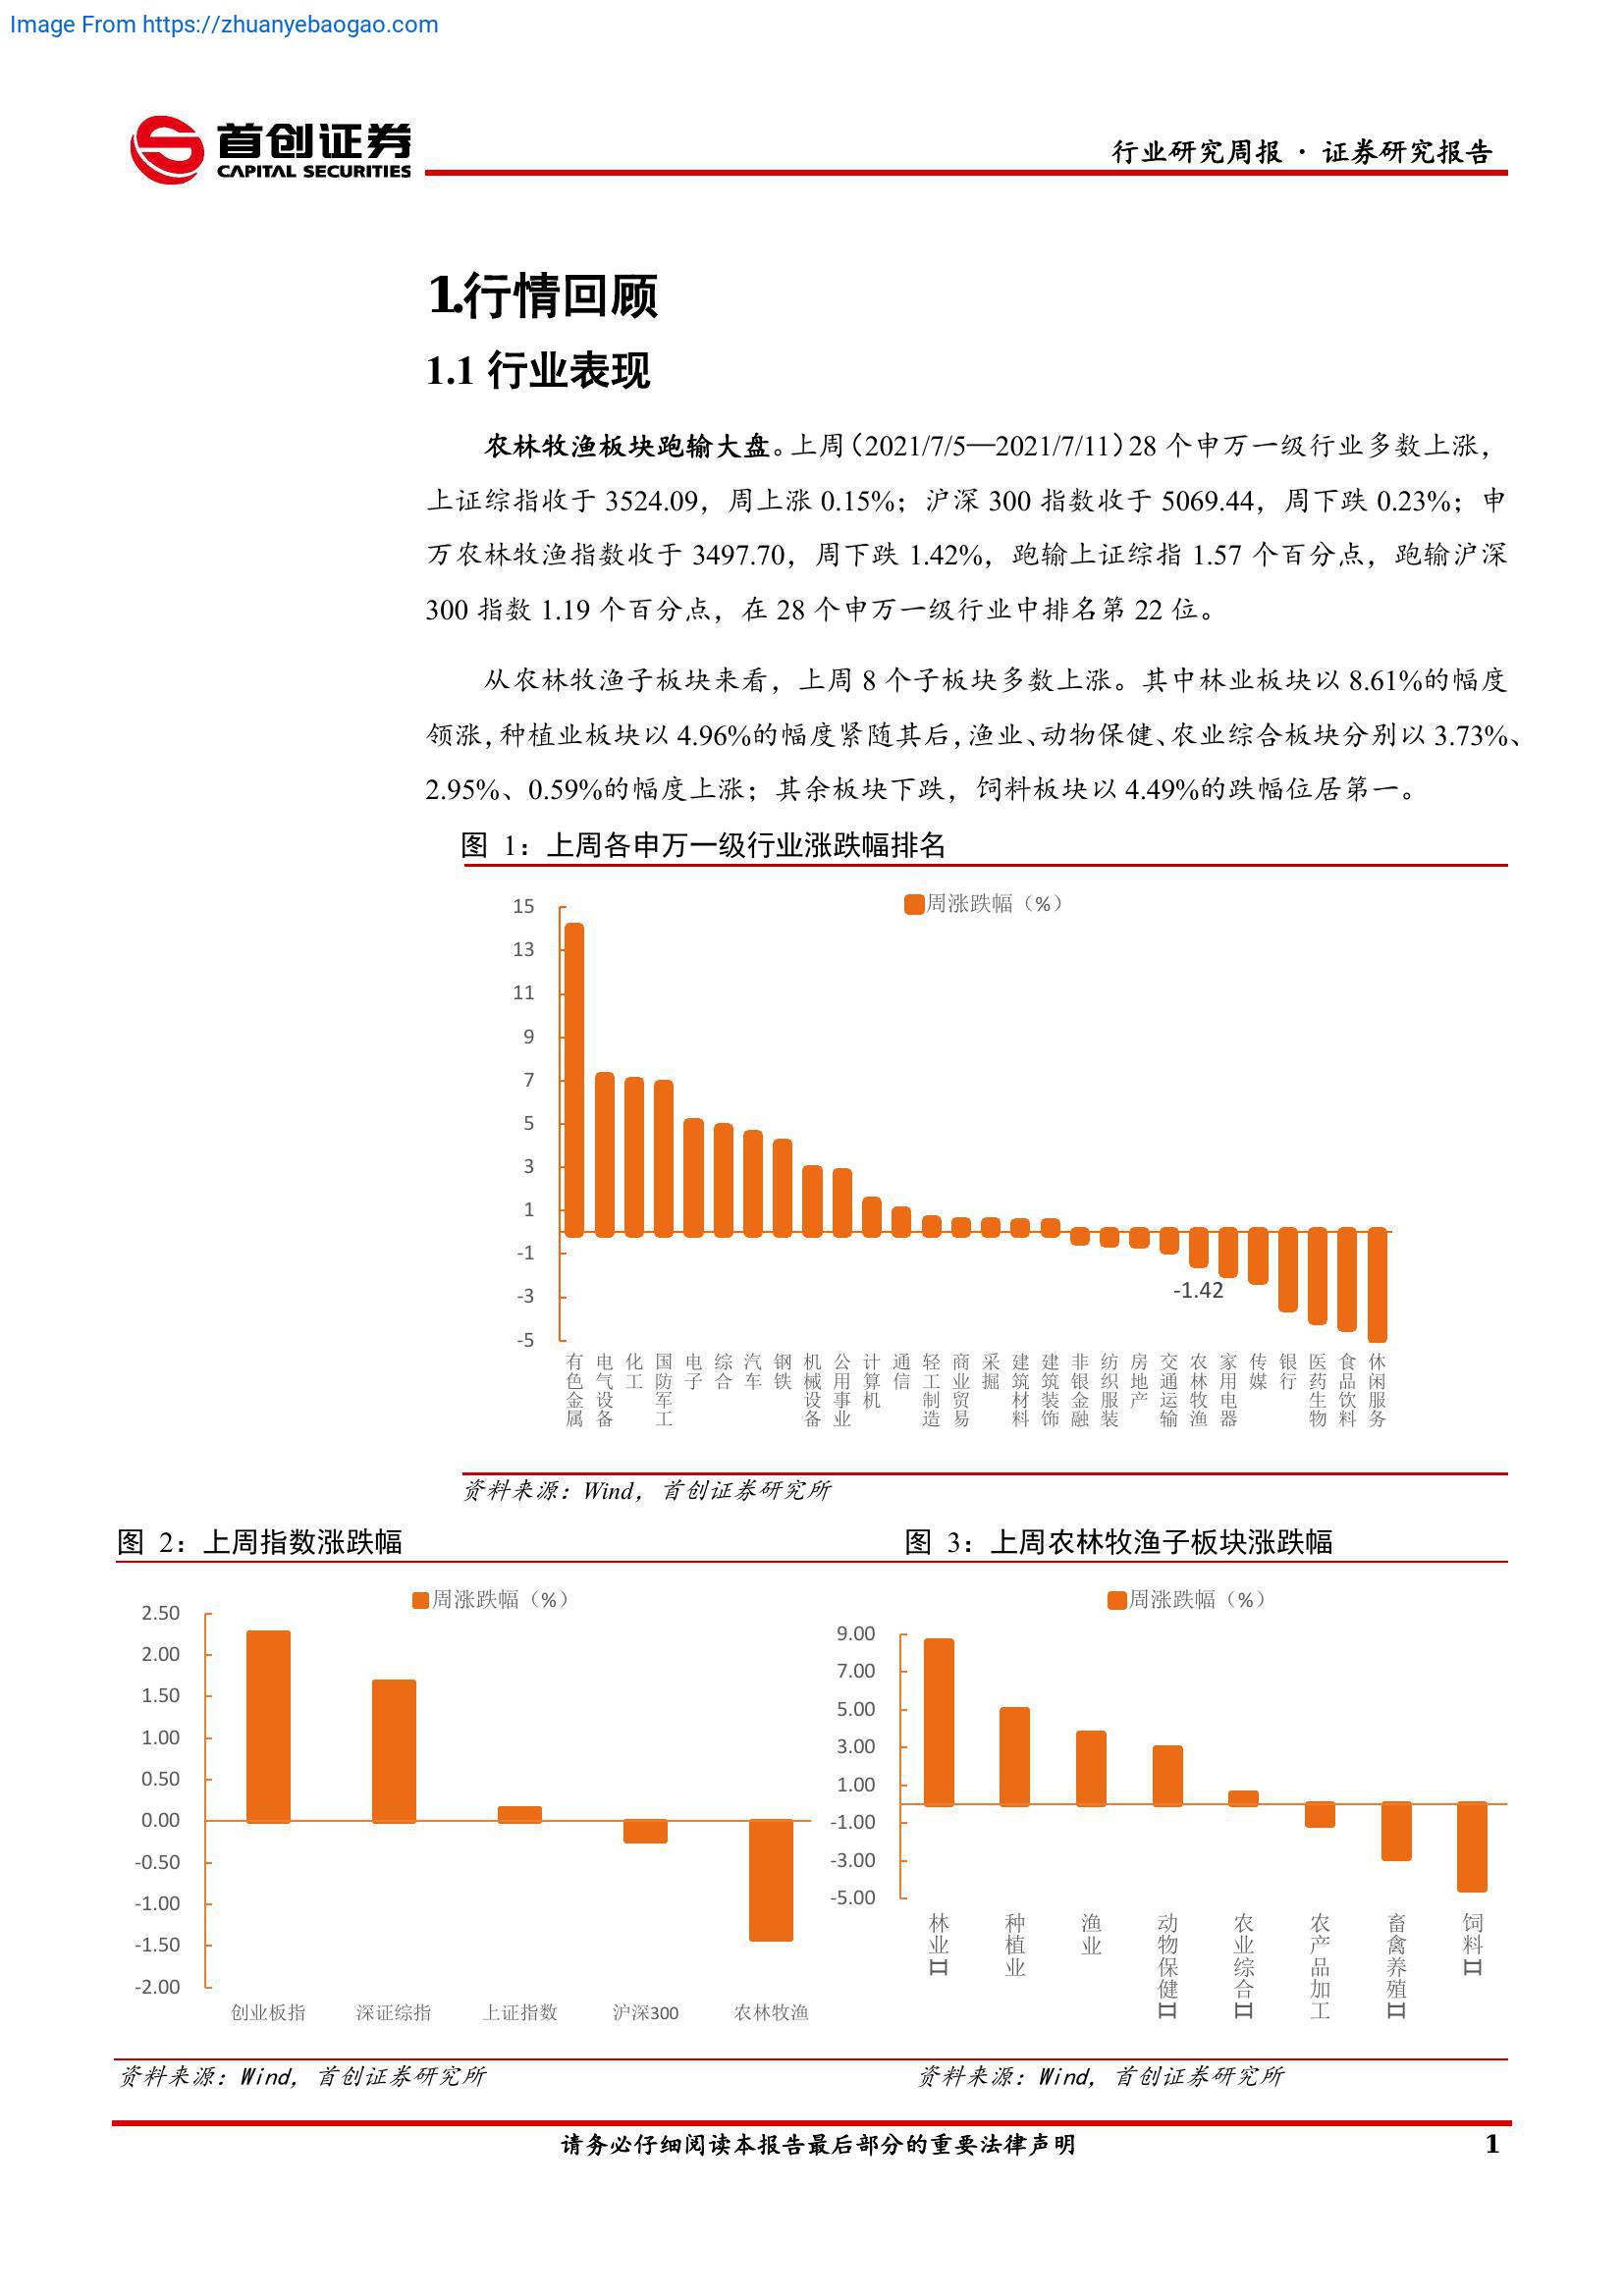 Image From https://zhuanyebaogao.com
首创证券
CAPITAL SECURITIES
行业研究周报 · 证券研究报告
1.行情回顾
1.1 行业表现
农林牧渔板块跑输大盘。上周（2021/7/5—2021/7/11）28 个申万一级行业多数上涨，
上证综指收于 3524.09，周上涨 0.15%；沪深 300 指数收于 5069.44，周下跌 0.23%；申
万农林牧渔指数收于 3497.70，周下跌 1.42%，跑输上证综指 1.57 个百分点，跑输沪深
300 指数 1.19 个百分点，在 28 个申万一级行业中排名第 22 位。
从农林牧渔子板块来看，上周 8 个子板块多数上涨。其中林业板块以 8.61%的幅度
领涨，种植业板块以 4.96%的幅度紧随其后，渔业、动物保健、农业综合板块分别以 3.73%、
2.95%、0.59%的幅度上涨；其余板块下跌，饲料板块以 4.49%的跌幅位居第一。
图 1：上周各申万一级行业涨跌幅排名
周涨跌幅（%）
15
13
11
9
7
5
3
1
-1
-3
-5
-1.42
有色金属
电气设备
化工
国防军工
电子
综合
汽车
钢铁
机械设备
公用事业
计算机
通信
轻工制造
商业贸易
采掘
建筑材料
建筑装饰
非银金融
纺织服装
房地产
交通运输
农林牧渔
家用电器
传媒
银行
医药生物
食品饮料
休闲服务
资料来源：Wind，首创证券研究所
图 2：上周指数涨跌幅
周涨跌幅（%）
2.50
2.00
1.50
1.00
0.50
0.00
-0.50
-1.00
-1.50
-2.00
创业板指 深证综指 上证指数 沪深300 农林牧渔
资料来源：Wind，首创证券研究所
图 3：上周农林牧渔子板块涨跌幅
周涨跌幅（%）
9.00
7.00
5.00
3.00
1.00
-1.00
-3.00
-5.00
林业Ⅱ
种植业
渔业
动物保健Ⅱ
农业综合Ⅱ
农产品加工
畜禽养殖Ⅱ
饲料Ⅱ
资料来源：Wind，首创证券研究所
请务必仔细阅读本报告最后部分的重要法律声明
1